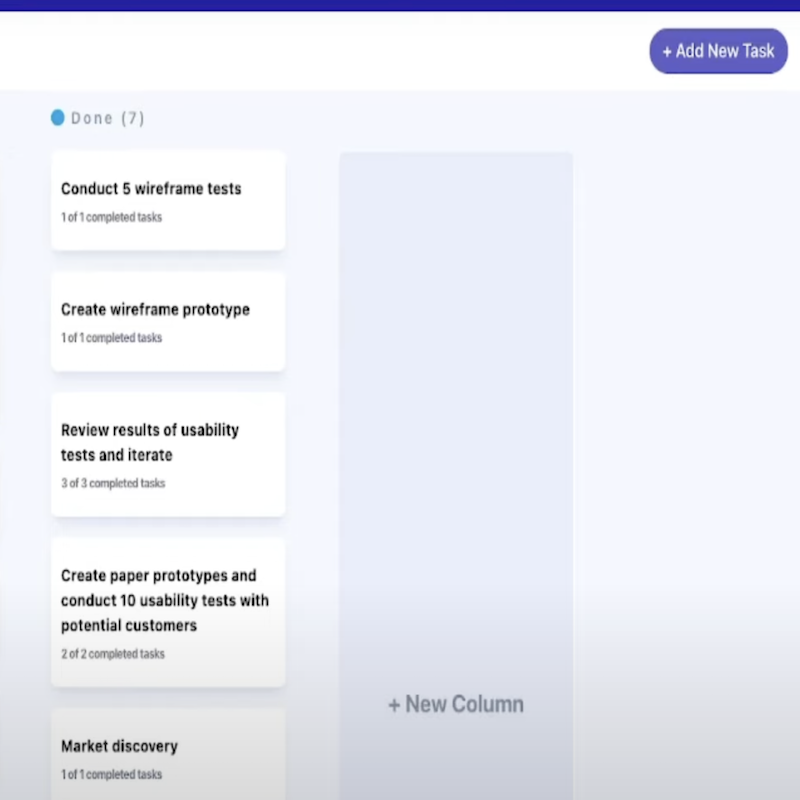 + Add New Task
Done (7)
Conduct 5 wireframe tests
1 of 1 completed tasks
Create wireframe prototype
1 of 1 completed tasks
Review results of usability
tests and iterate
3 of 3 completed tasks
Create paper prototypes and
conduct 10 usability tests with
potential customers
2 of 2 completed tasks
+ New Column
Market discovery
1 of 1 completed tasks